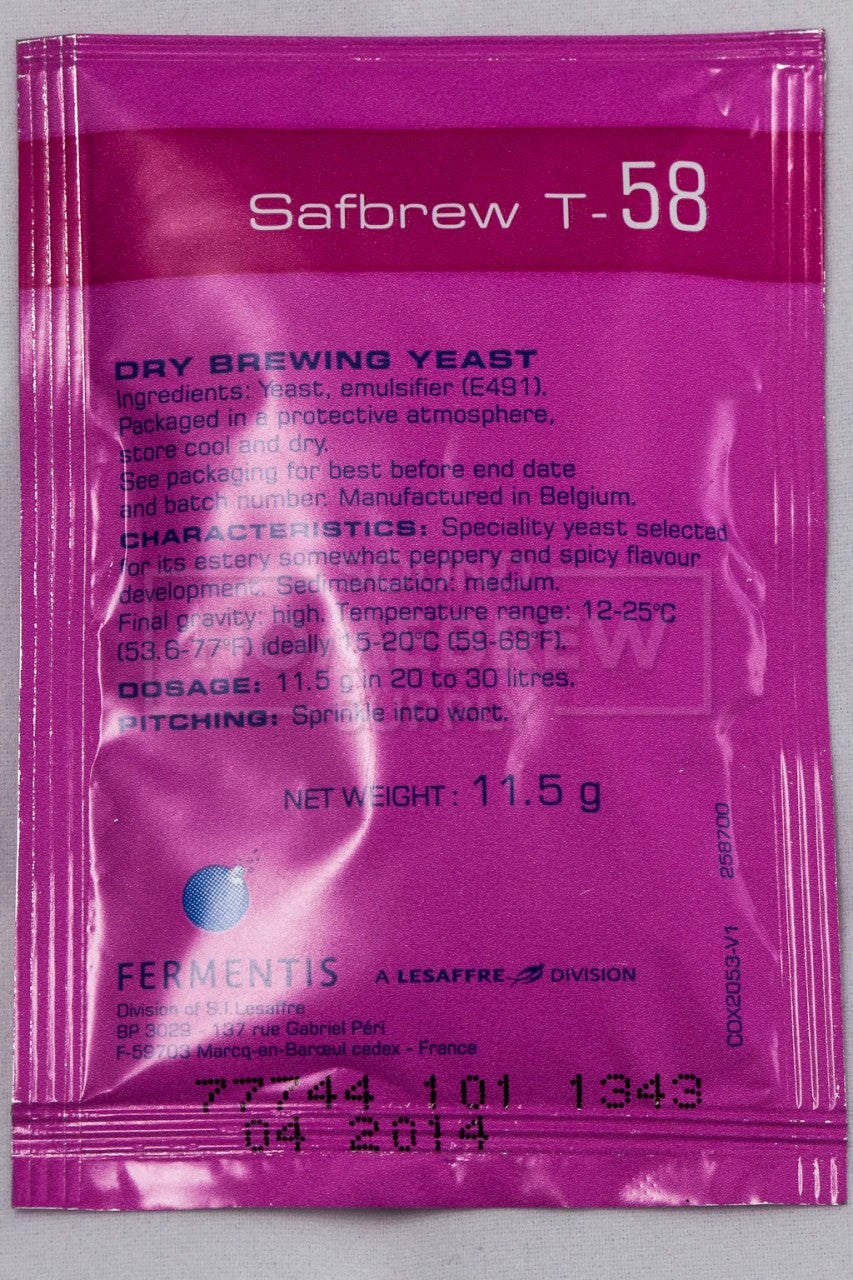 Safbrew T-58
DRY BREWING YEAST
Ingredients: Yeast, emulsifier (E491).
Packaged in a protective atmosphere,
store cool and dry.
See packaging for best before end date
and batch number. Manufactured in Belgium.
CHARACTERISTICS: Speciality yeast selected
for its estery somewhat peppery and spicy flavour
development. Sedimentation: medium.
Final gravity: high. Temperature range: 12-25°C
(53.6-77°F) ideally 15-20°C (59-68°F).
DOSAGE: 11.5 g in 20 to 30 litres.
PITCHING: Sprinkle into wort.
NET WEIGHT : 11.5 g
258700
COX2053-V1
FERMENTIS A LESAFFRE DIVISION
Division of S.I.Lesaffre
BP 3029 - 137 rue Gabriel Péri
F-59703 Marcq-en-Barœul cedex - France
77744 101 1343
04 2014